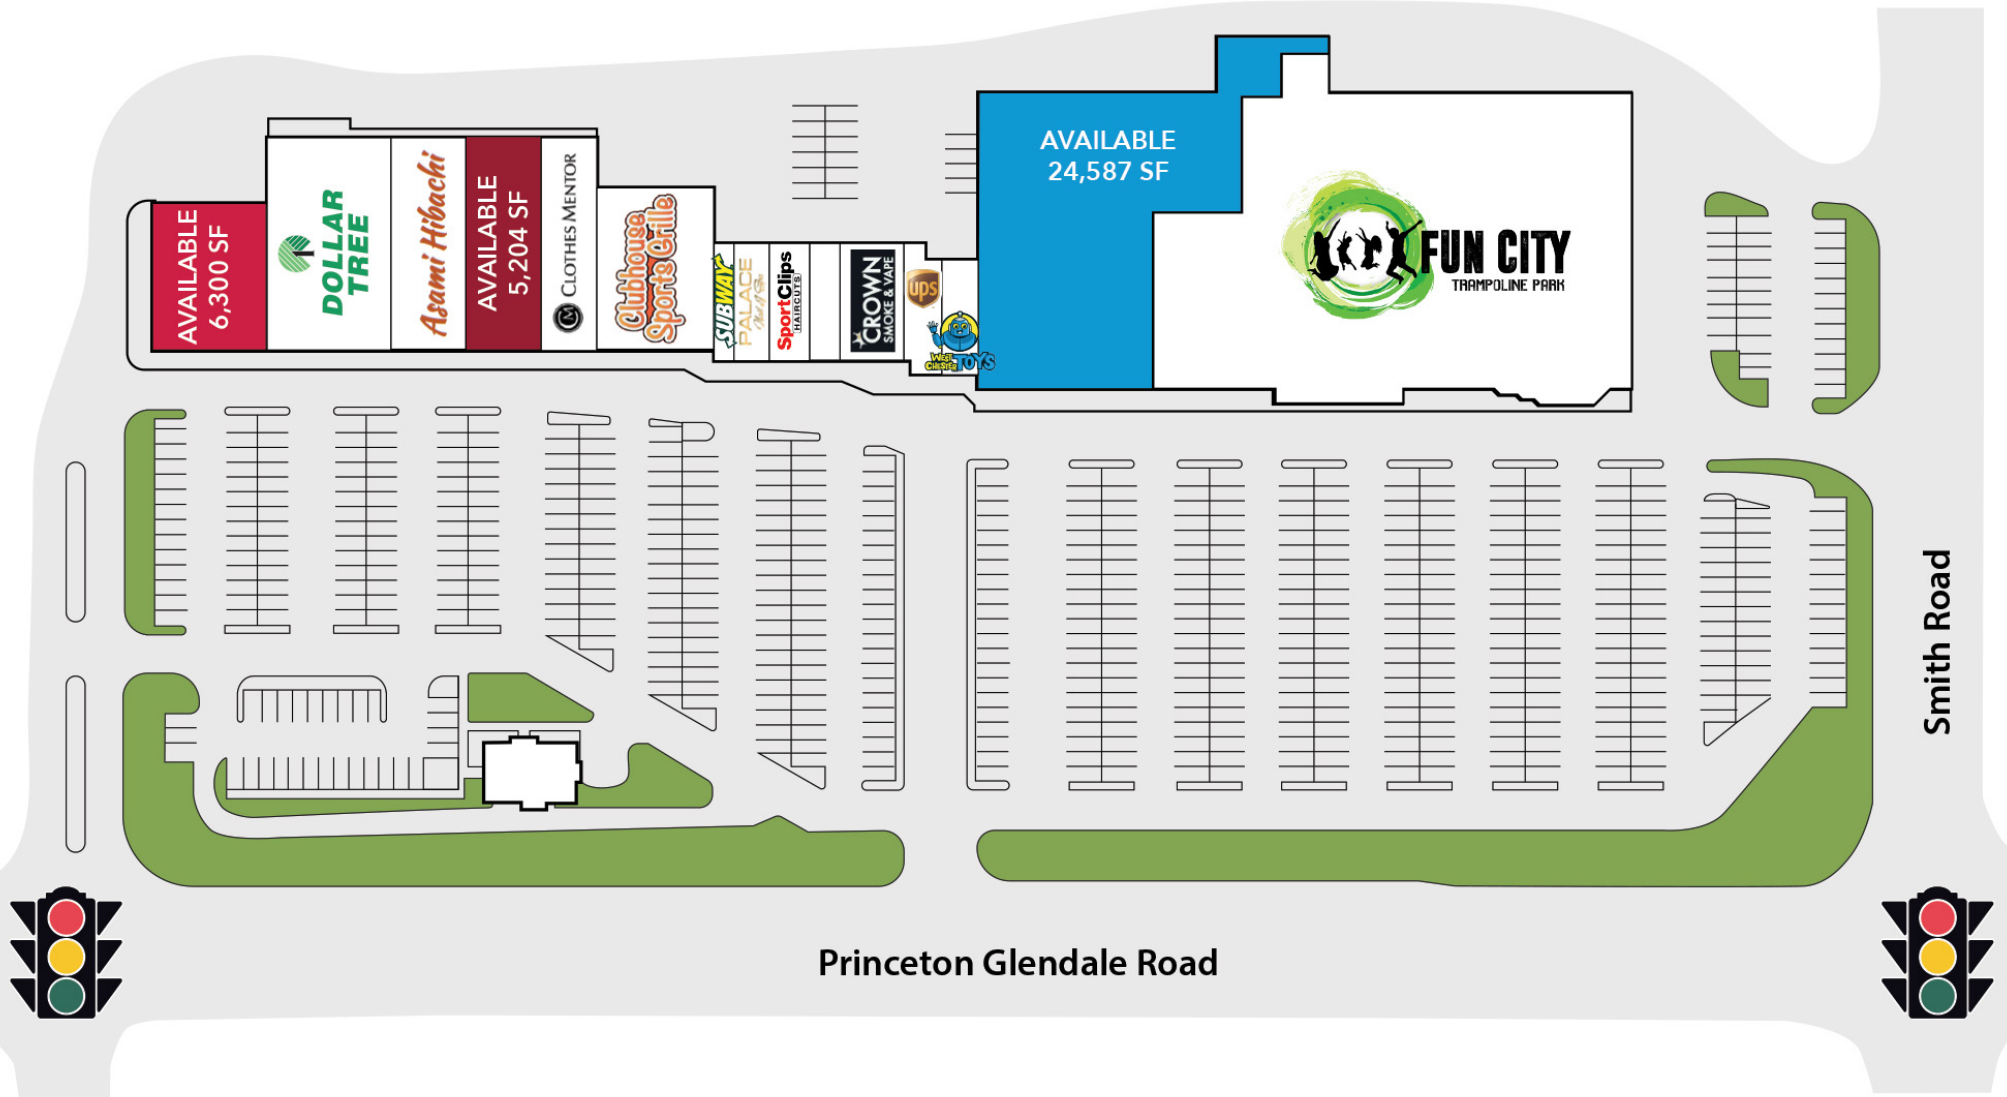 AVAILABLE
6,300 SF
DOLLAR
TREE
1
Asami Hibachi
AVAILABLE
5,204 SF
CM CLOTHES MENTOR
Clubhouse
Sports Grille
SUBWAY
PALACE
SportClips
HAIRCUTS
CROWN
SMOKE & VAPE
ups
WEST
CHESTER TOYS
AVAILABLE
24,587 SF
FUN CITY
TRAMPOLINE PARK
Smith Road
Princeton Glendale Road